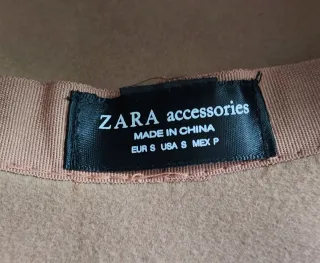 ZARA accessories
MADE IN CHINA
EUR S USA S MEX P